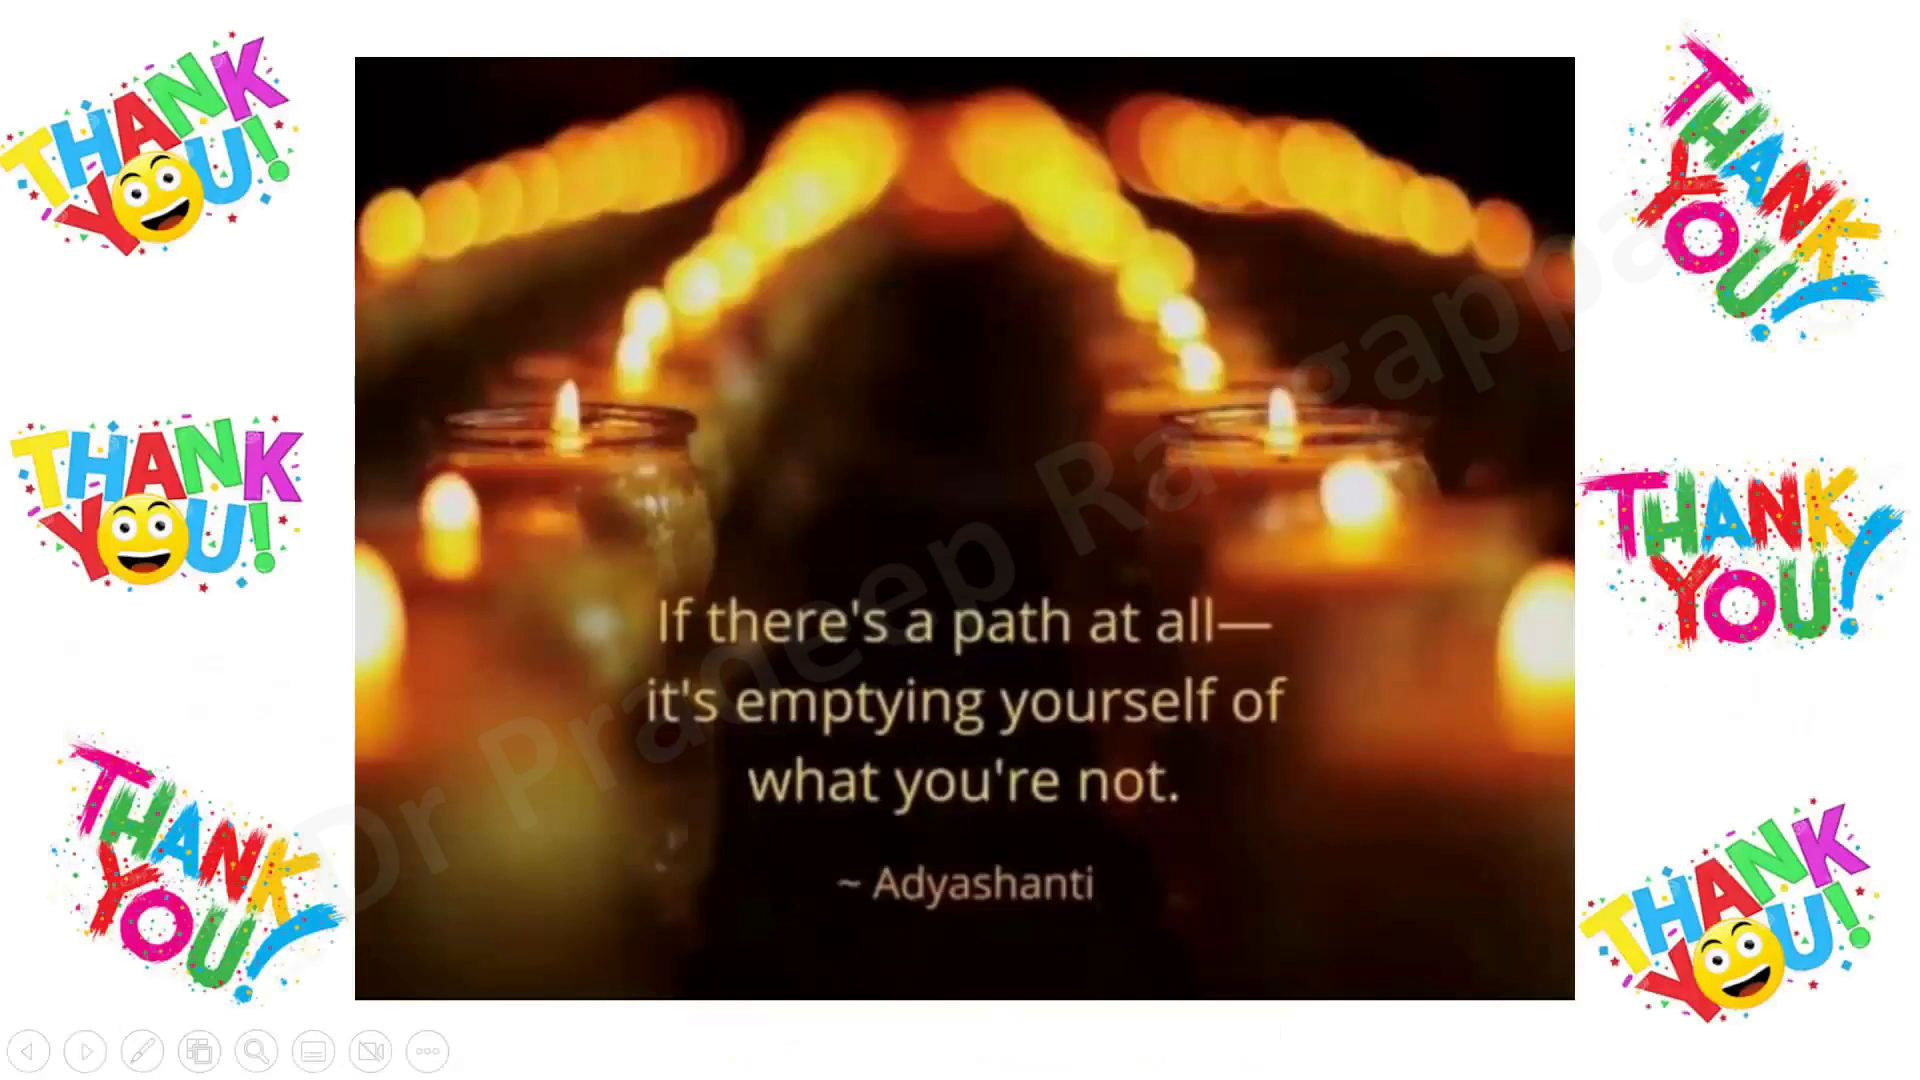 THANK
YOU!
THANK
YOU!
THANK
YOU!
If there's a path at all—
it's emptying yourself of
what you're not.
~ Adyashanti
Dr Pradeep Rangappa
THANK
YOU!
THANK
YOU!
THANK
YOU!